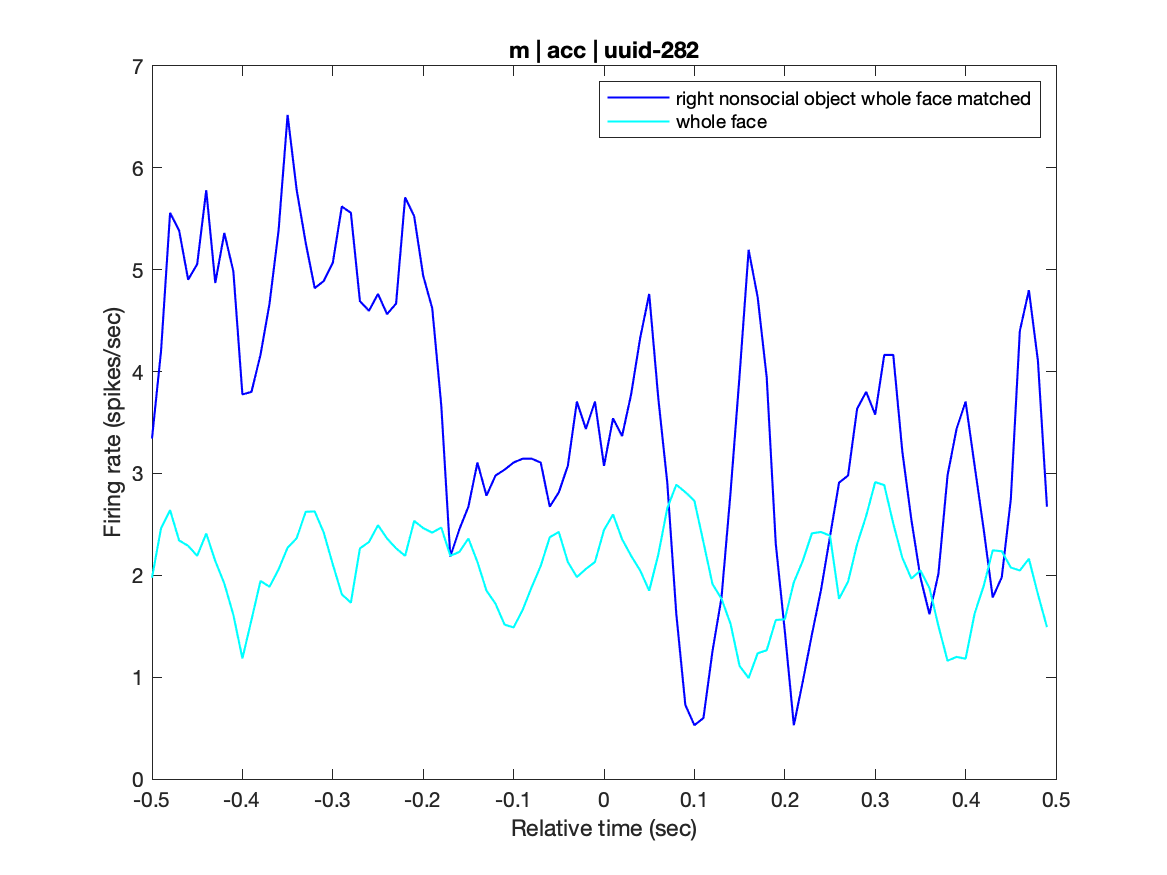 m | acc | uuid-282
right nonsocial object whole face matched
whole face
7
6
5
4
3
2
1
0
Firing rate (spikes/sec)
-0.5 -0.4 -0.3 -0.2 -0.1 0 0.1 0.2 0.3 0.4 0.5
Relative time (sec)